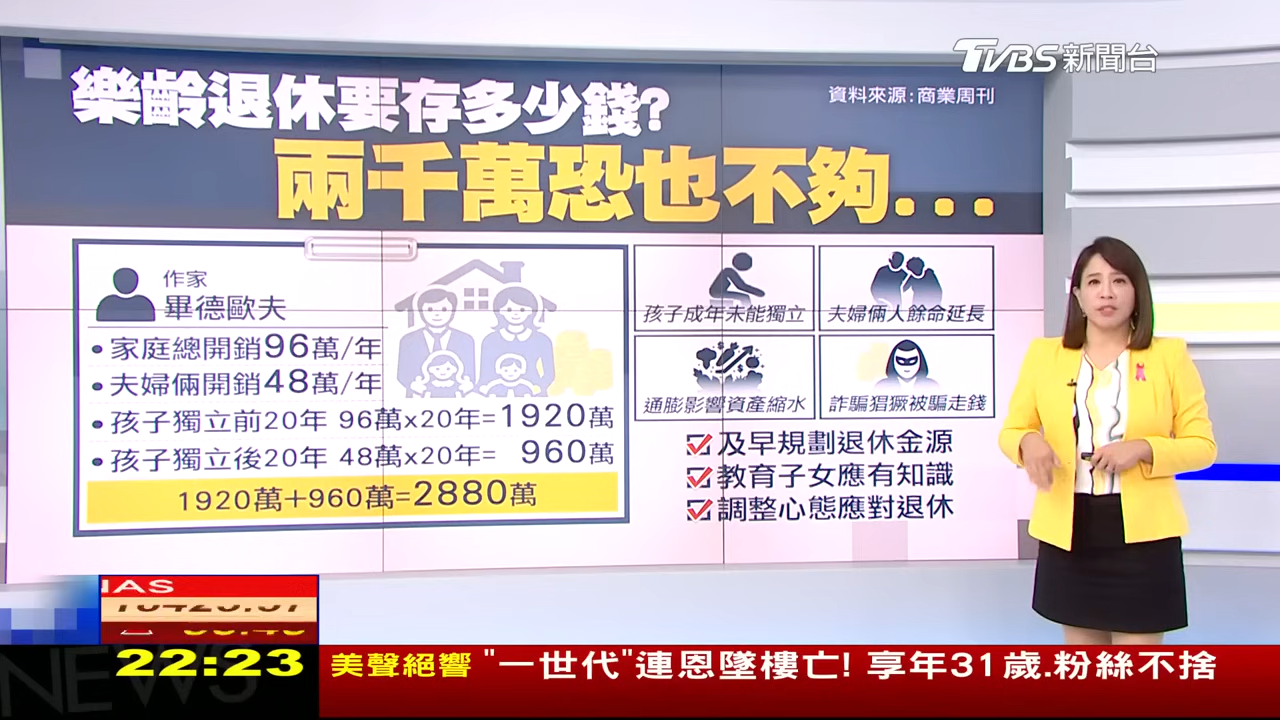 TVBS新聞台
樂齡退休要存多少錢?
資料來源:商業周刊
兩千萬恐也不夠...
作家
畢德歐夫
•家庭總開銷96萬/年
•夫婦倆開銷48萬/年
•孩子獨立前20年 96萬x20年=1920萬
•孩子獨立後20年 48萬x20年= 960萬
1920萬+960萬=2880萬
孩子成年未能獨立
夫婦倆人餘命延長
通膨影響資產縮水
詐騙猖獗被騙走錢
及早規劃退休金源
教育子女應有知識
調整心態應對退休
NEWS
22:23
美聲絕響 "一世代"連恩墜樓亡! 享年31歲.粉絲不捨